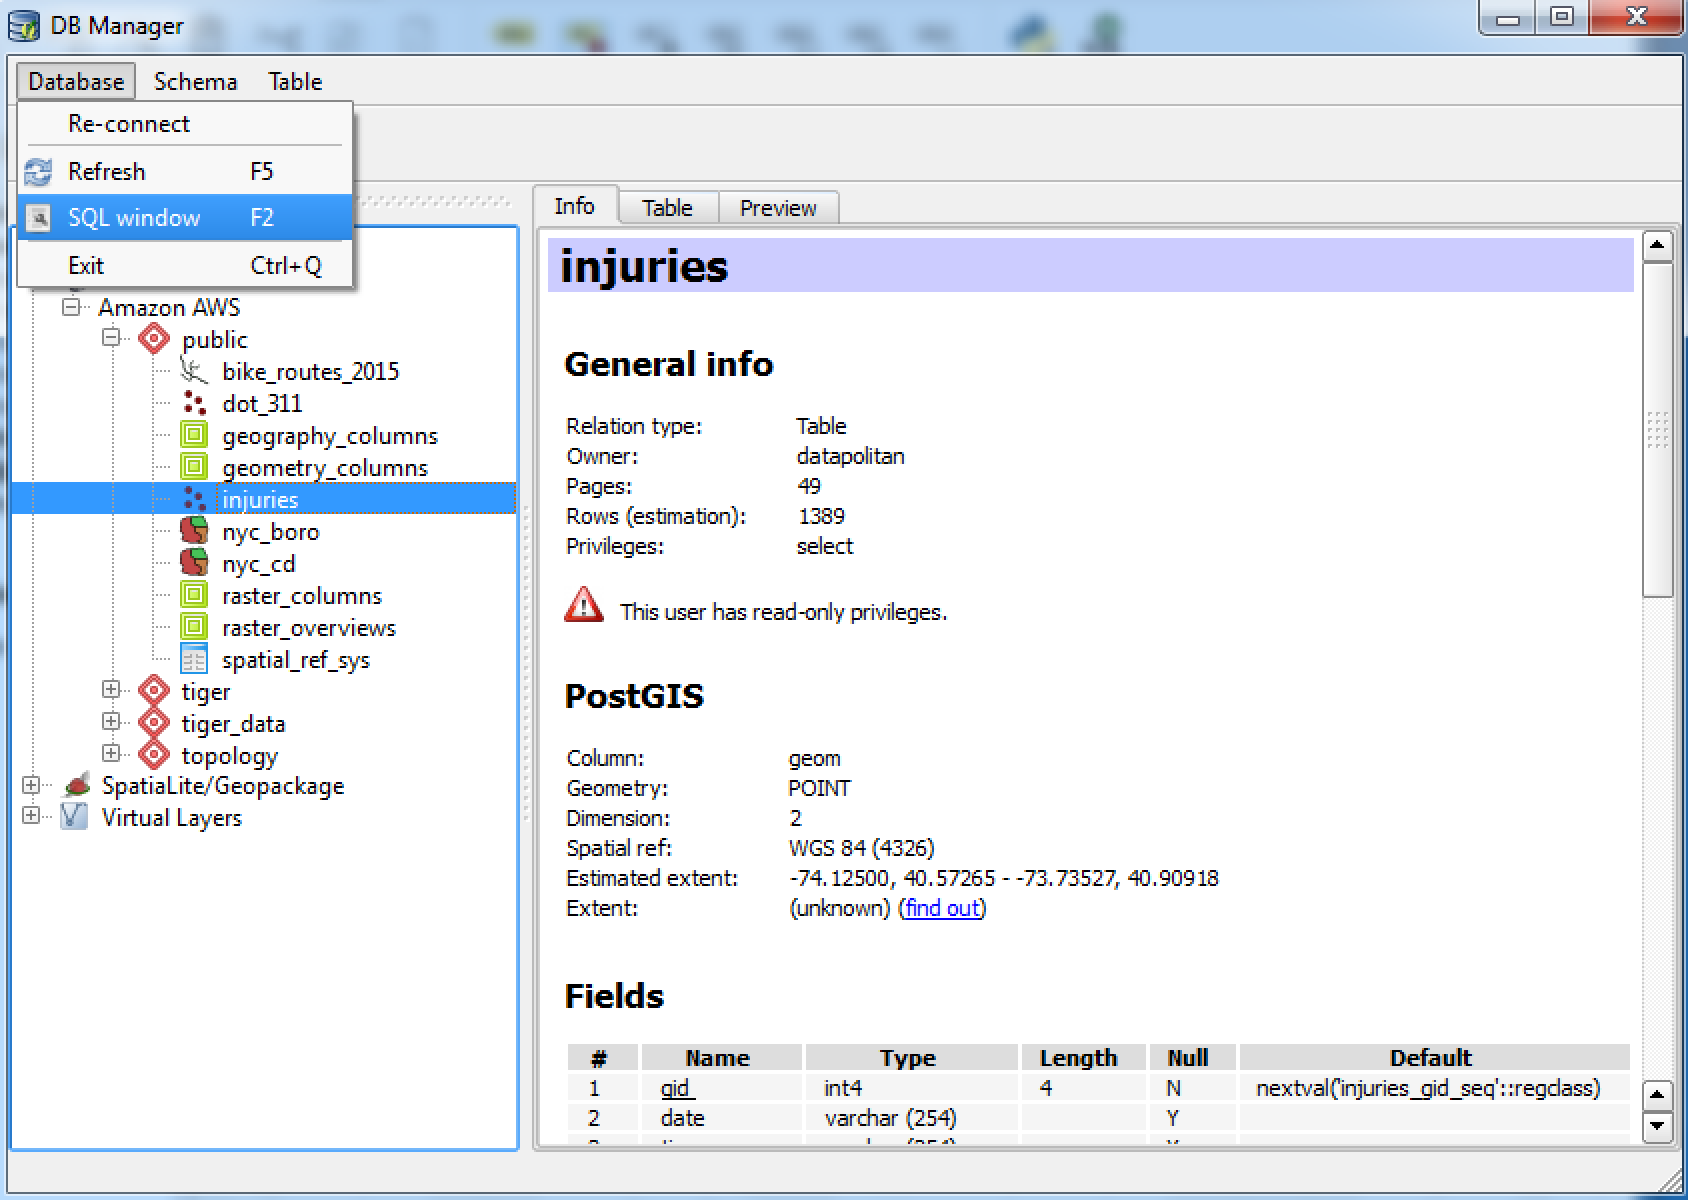 DB Manager
Database Schema Table
Re-connect
Refresh F5
SQL window F2
Exit Ctrl+Q
Amazon AWS
public
bike_routes_2015
dot_311
geography_columns
geometry_columns
injuries
nyc_boro
nyc_cd
raster_columns
raster_overviews
spatial_ref_sys
tiger
tiger_data
topology
SpatiaLite/Geopackage
Virtual Layers
Info Table Preview
injuries
General info
Relation type: Table
Owner: datapolitan
Pages: 49
Rows (estimation): 1389
Privileges: select
This user has read-only privileges.
PostGIS
Column: geom
Geometry: POINT
Dimension: 2
Spatial ref: WGS 84 (4326)
Estimated extent: -74.12500, 40.57265 - -73.73527, 40.90918
Extent: (unknown) (find out)
Fields
# Name Type Length Null Default
1 gid int4 4 N nextval('injuries_gid_seq'::regclass)
2 date varchar (254) Y